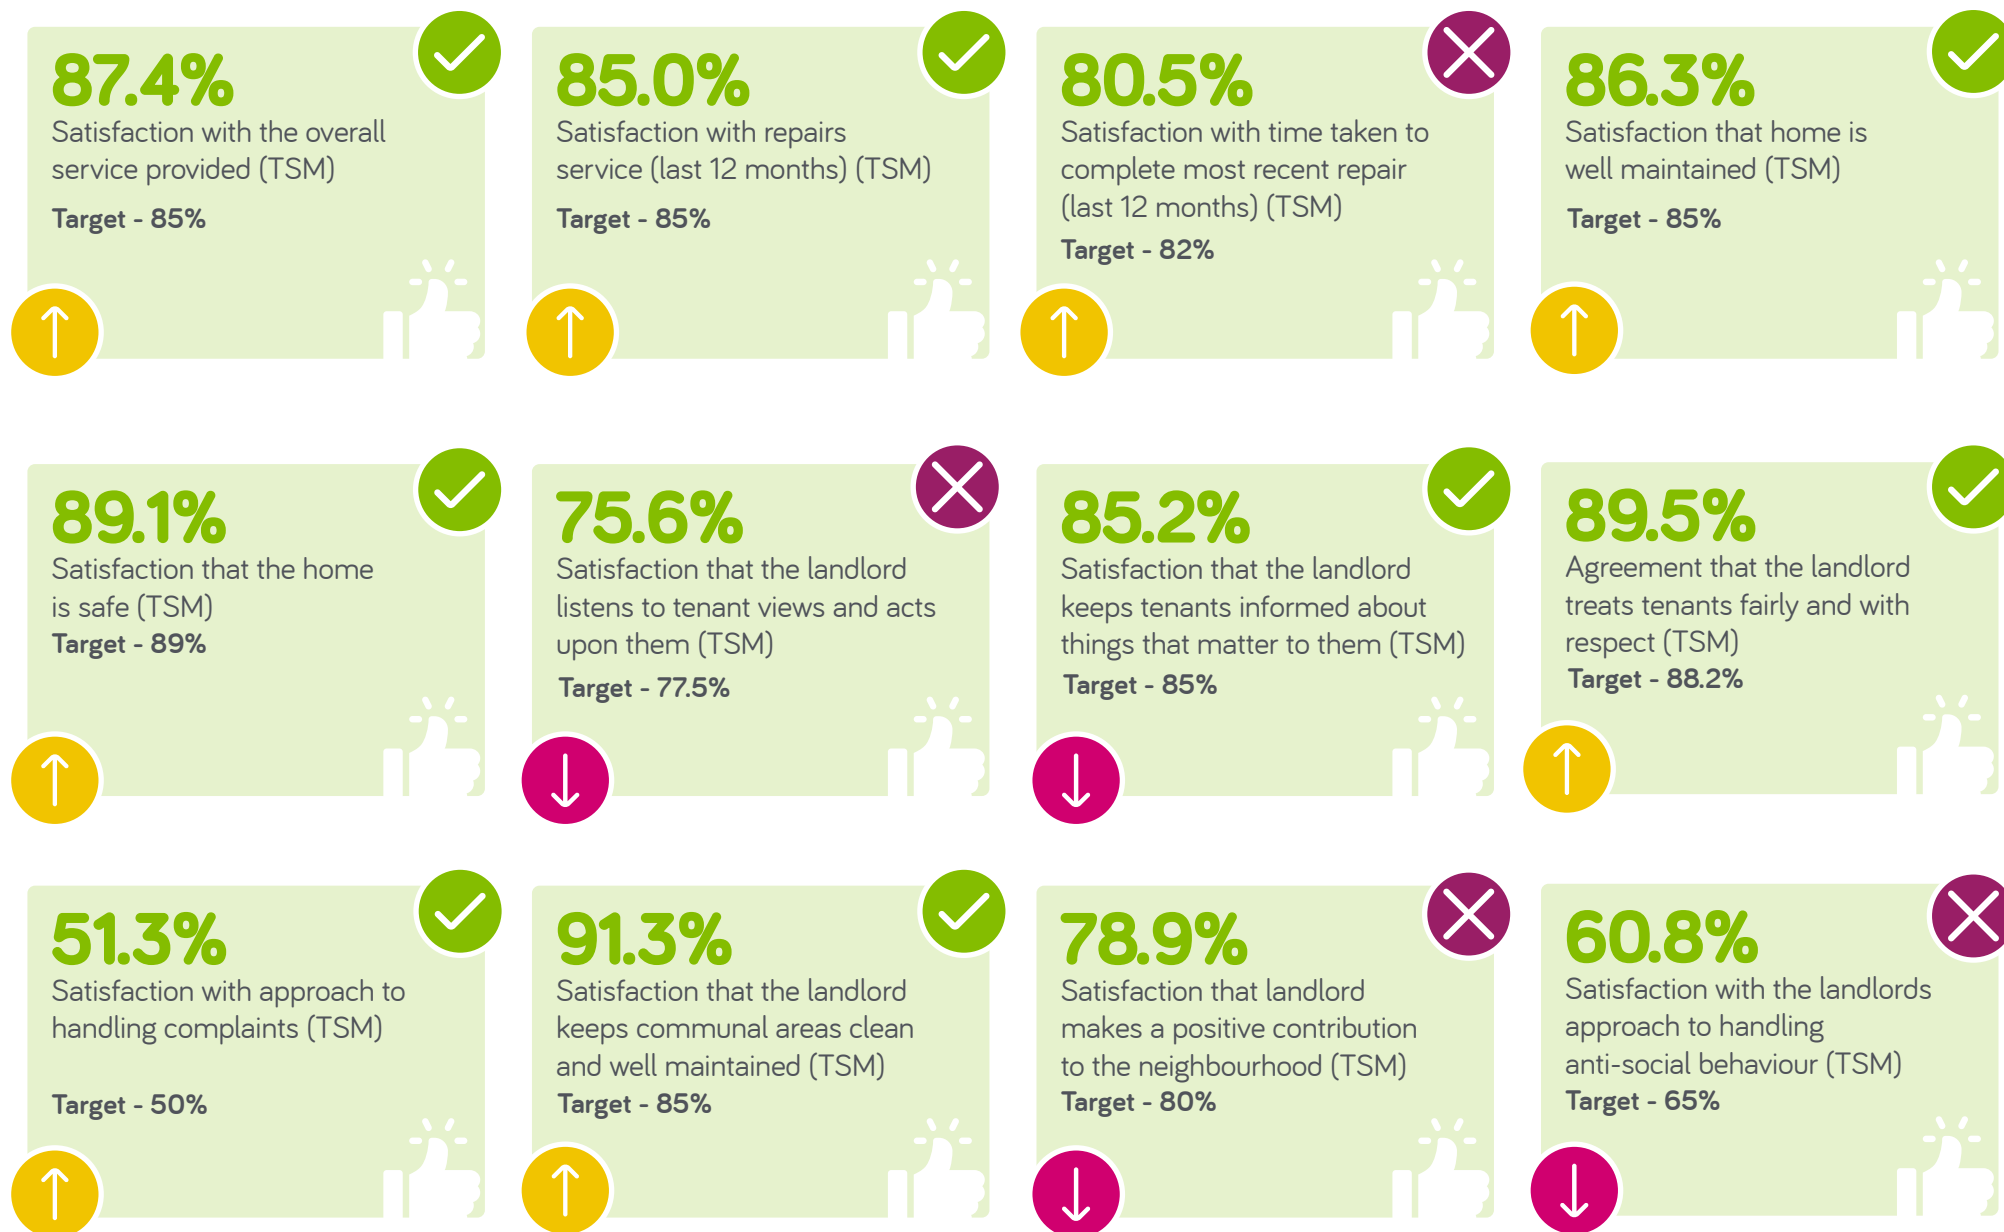 87.4%
Satisfaction with the overall
service provided (TSM)
Target - 85%
85.0%
Satisfaction with repairs
service (last 12 months) (TSM)
Target - 85%
80.5%
Satisfaction with time taken to
complete most recent repair
(last 12 months) (TSM)
Target - 82%
86.3%
Satisfaction that home is
well maintained (TSM)
Target - 85%
89.1%
Satisfaction that the home
is safe (TSM)
Target - 89%
75.6%
Satisfaction that the landlord
listens to tenant views and acts
upon them (TSM)
Target - 77.5%
85.2%
Satisfaction that the landlord
keeps tenants informed about
things that matter to them (TSM)
Target - 85%
89.5%
Agreement that the landlord
treats tenants fairly and with
respect (TSM)
Target - 88.2%
51.3%
Satisfaction with approach to
handling complaints (TSM)
Target - 50%
91.3%
Satisfaction that the landlord
keeps communal areas clean
and well maintained (TSM)
Target - 85%
78.9%
Satisfaction that landlord
makes a positive contribution
to the neighbourhood (TSM)
Target - 80%
60.8%
Satisfaction with the landlords
approach to handling
anti-social behaviour (TSM)
Target - 65%